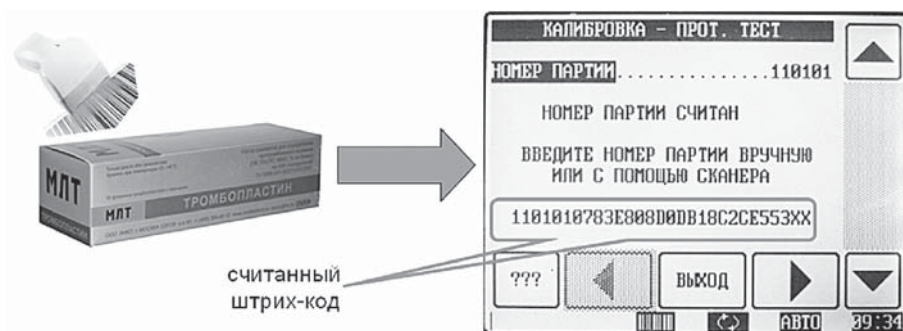 МЛТ
МЛТ
ТРОМБОПЛАСТИН
ТРОМБОПЛАСТИН
считанный
штрих-код
КАЛИБРОВКА - ПРОТ. ТЕСТ
НОМЕР ПАРТИИ................110101
НОМЕР ПАРТИИ СЧИТАН
ВВЕДИТЕ НОМЕР ПАРТИИ ВРУЧНУЮ
ИЛИ С ПОМОЩЬЮ СКАНЕРА
1101010783E808D0DB18C2CE553XX
??? ВЫХОД
АВТО 09:34